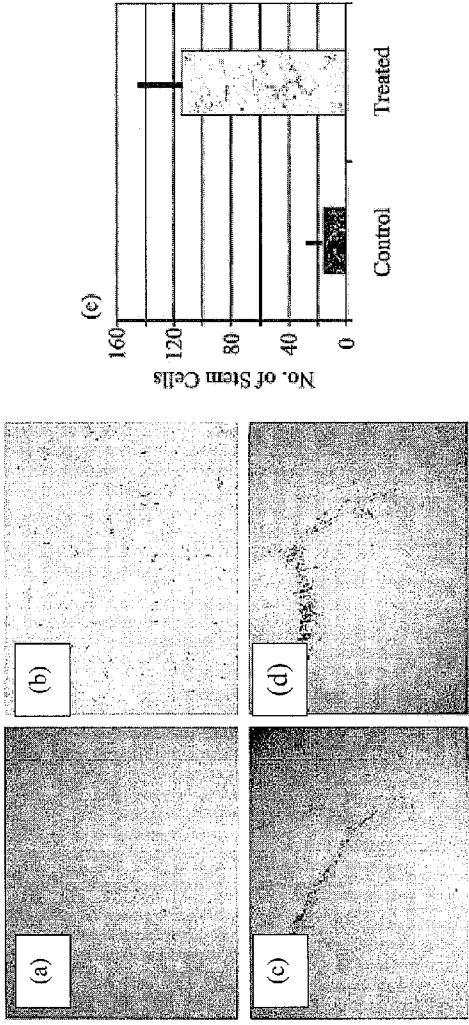 (a)
(b)
(c)
(d)
(e)
No. of Stem Cells
160
120
80
40
0
Control
Treated